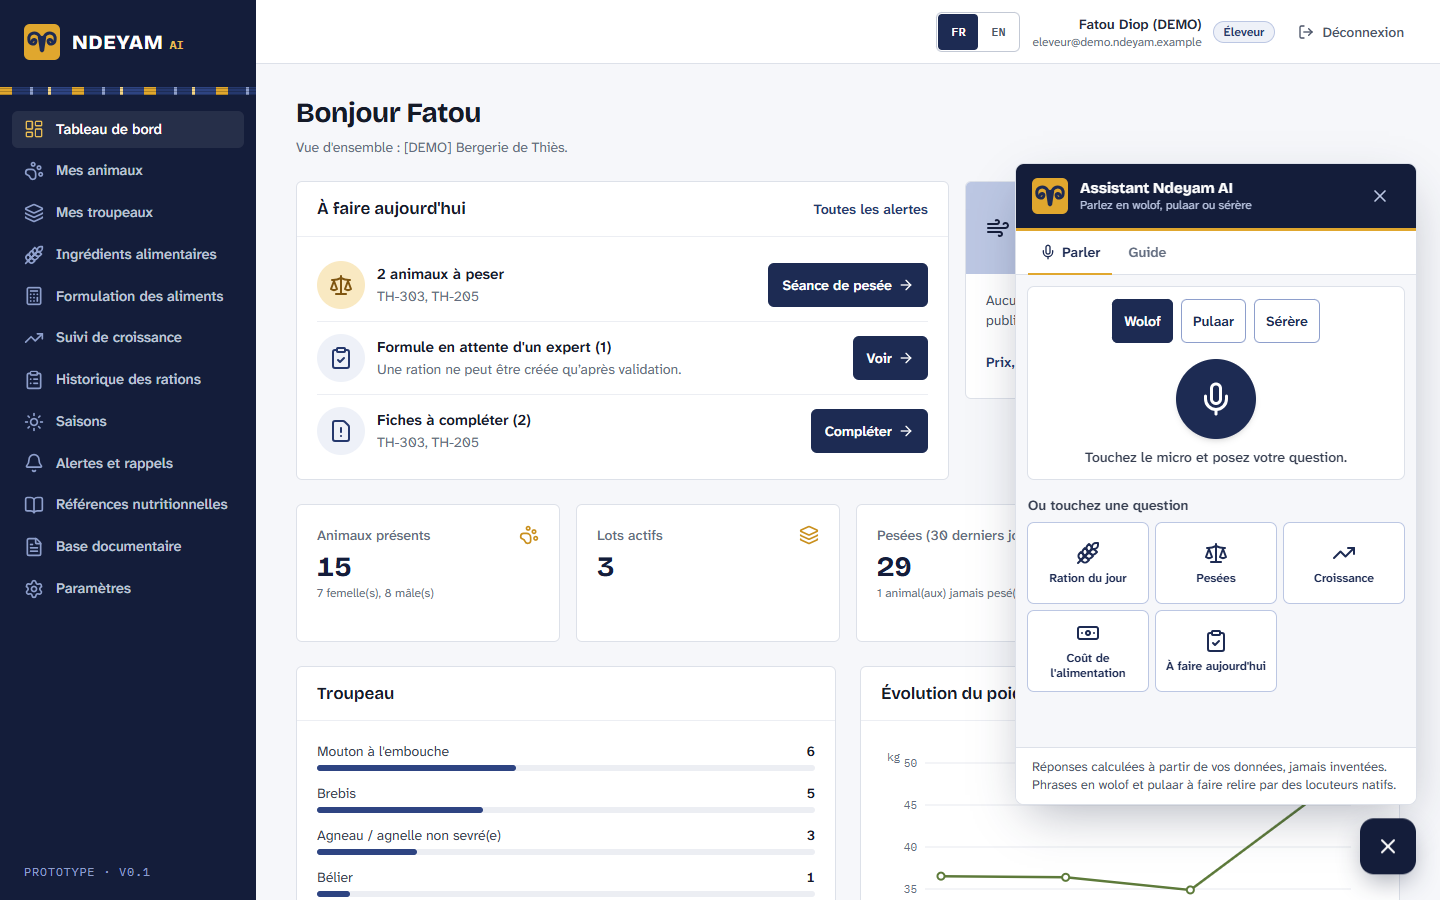 NDEYAM AI
FR
EN
Fatou Diop (DEMO)
eleveur@demo.ndeyam.example
Éleveur
Déconnexion
Tableau de bord
Mes animaux
Mes troupeaux
Ingrédients alimentaires
Formulation des aliments
Suivi de croissance
Historique des rations
Saisons
Alertes et rappels
Références nutritionnelles
Base documentaire
Paramètres
PROTOTYPE · V0.1
Bonjour Fatou
Vue d'ensemble : [DEMO] Bergerie de Thiès.
À faire aujourd'hui
Toutes les alertes
2 animaux à peser
TH-303, TH-205
Séance de pesée
Formule en attente d'un expert (1)
Une ration ne peut être créée qu'après validation.
Voir
Fiches à compléter (2)
TH-303, TH-205
Compléter
Aucu
publi
Prix,
Animaux présents
15
7 femelle(s), 8 mâle(s)
Lots actifs
3
Pesées (30 derniers jo
29
1 animal(aux) jamais pesé(
Troupeau
Mouton à l'embouche
6
Brebis
5
Agneau / agnelle non sevré(e)
3
Bélier
1
Évolution du poi
kg
50
45
40
35
Assistant Ndeyam AI
Parlez en wolof, pulaar ou sérère
Parler
Guide
Wolof
Pulaar
Sérère
Touchez le micro et posez votre question.
Ou touchez une question
Ration du jour
Pesées
Croissance
Coût de
l'alimentation
À faire aujourd'hui
Réponses calculées à partir de vos données, jamais inventées.
Phrases en wolof et pulaar à faire relire par des locuteurs natifs.